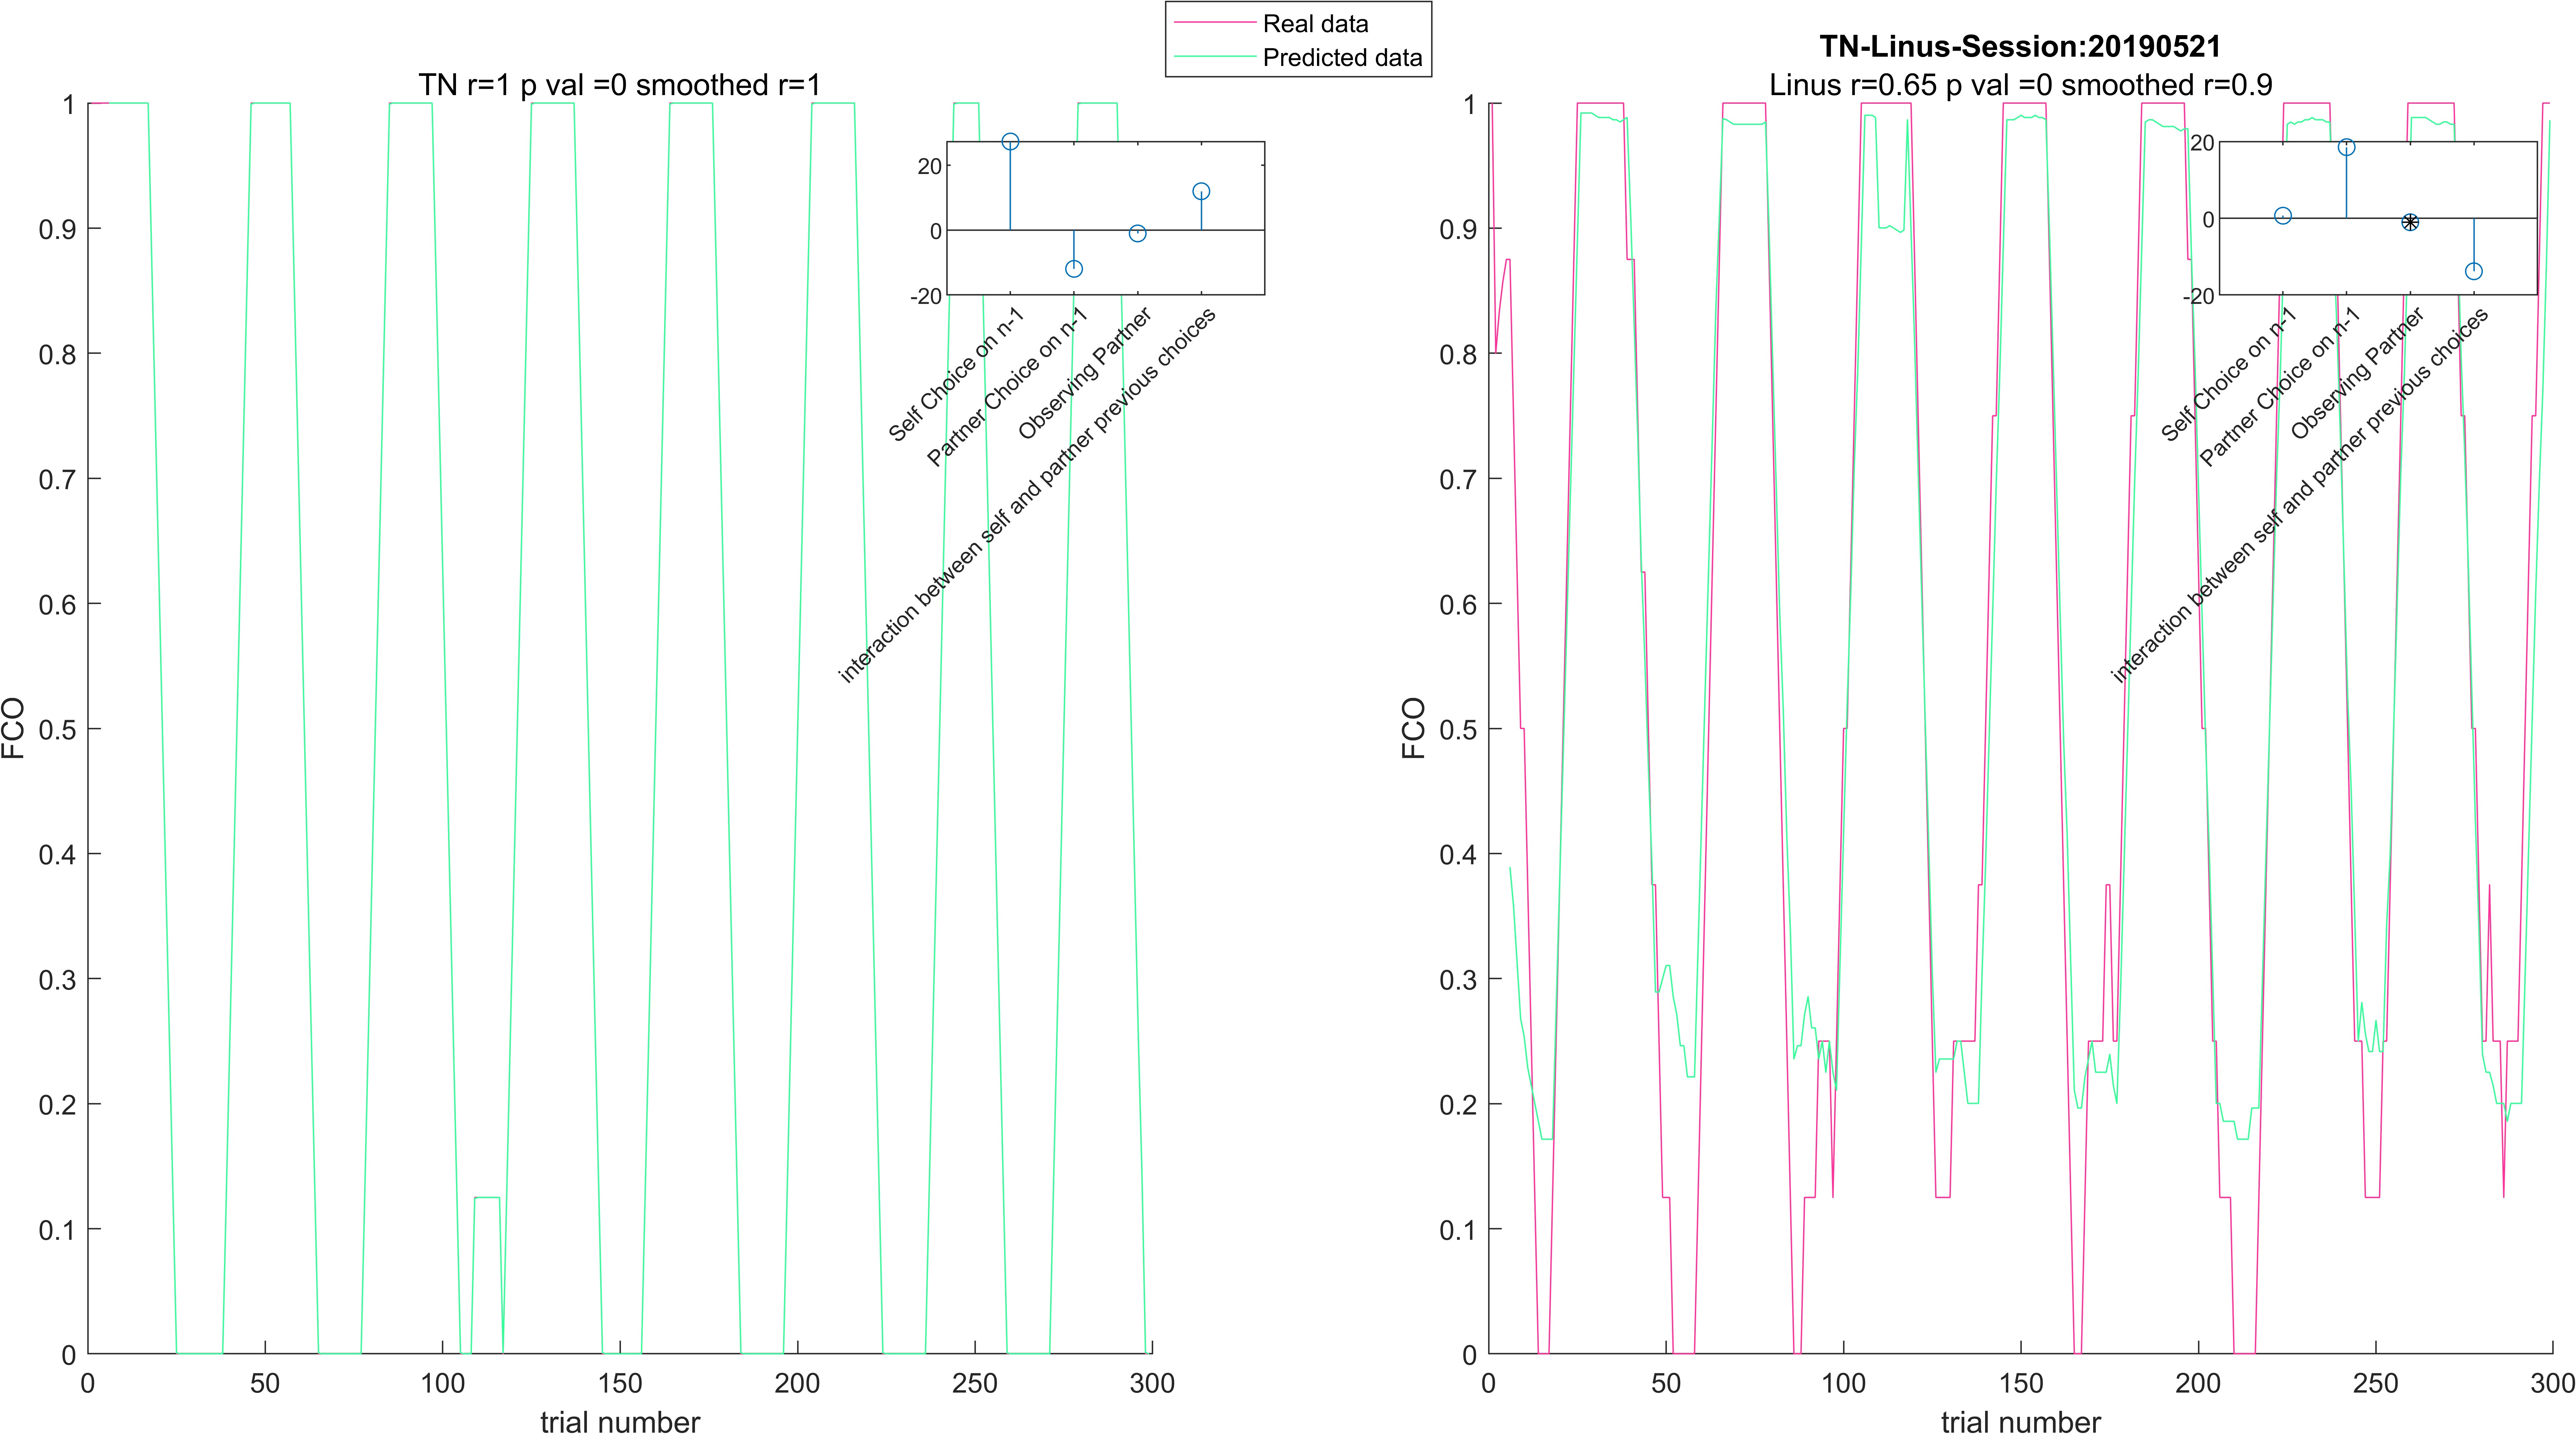 Real data
Predicted data
TN r=1 p val =0 smoothed r=1
1
0.9
0.8
0.7
0.6
0.5
0.4
0.3
0.2
0.1
0
FCO
0
50
100
150
200
250
300
trial number
20
0
-20
Self Choice on n-1
Partner Choice on n-1
Observing Partner
interaction between self and partner previous choices
TN-Linus-Session:20190521
Linus r=0.65 p val =0 smoothed r=0.9
1
0.9
0.8
0.7
0.6
0.5
0.4
0.3
0.2
0.1
0
FCO
0
50
100
150
200
250
300
trial number
20
0
-20
Self Choice on n-1
Partner Choice on n-1
Observing Partner
interaction between self and partner previous choices